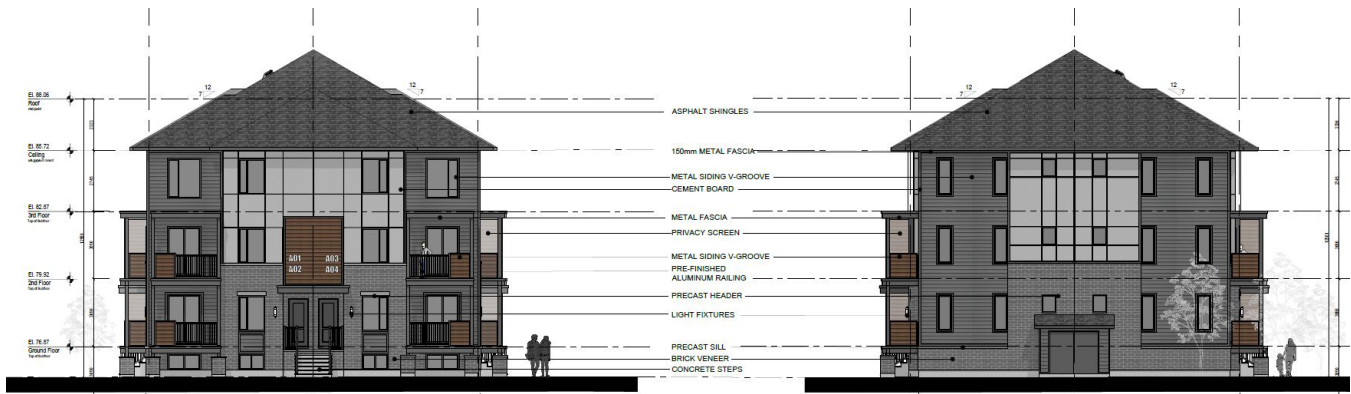 12
7
12
7
El. 88.06
Roof
El. 85.72
Ceiling
El. 82.87
3rd Floor
El. 79.92
2nd Floor
El. 76.87
Ground Floor
A01
A03
A02
A04
ASPHALT SHINGLES
150mm METAL FASCIA
METAL SIDING V-GROOVE
CEMENT BOARD
METAL FASCIA
PRIVACY SCREEN
METAL SIDING V-GROOVE
PRE-FINISHED
ALUMINUM RAILING
PRECAST HEADER
LIGHT FIXTURES
PRECAST SILL
BRICK VENEER
CONCRETE STEPS
12
7
12
7